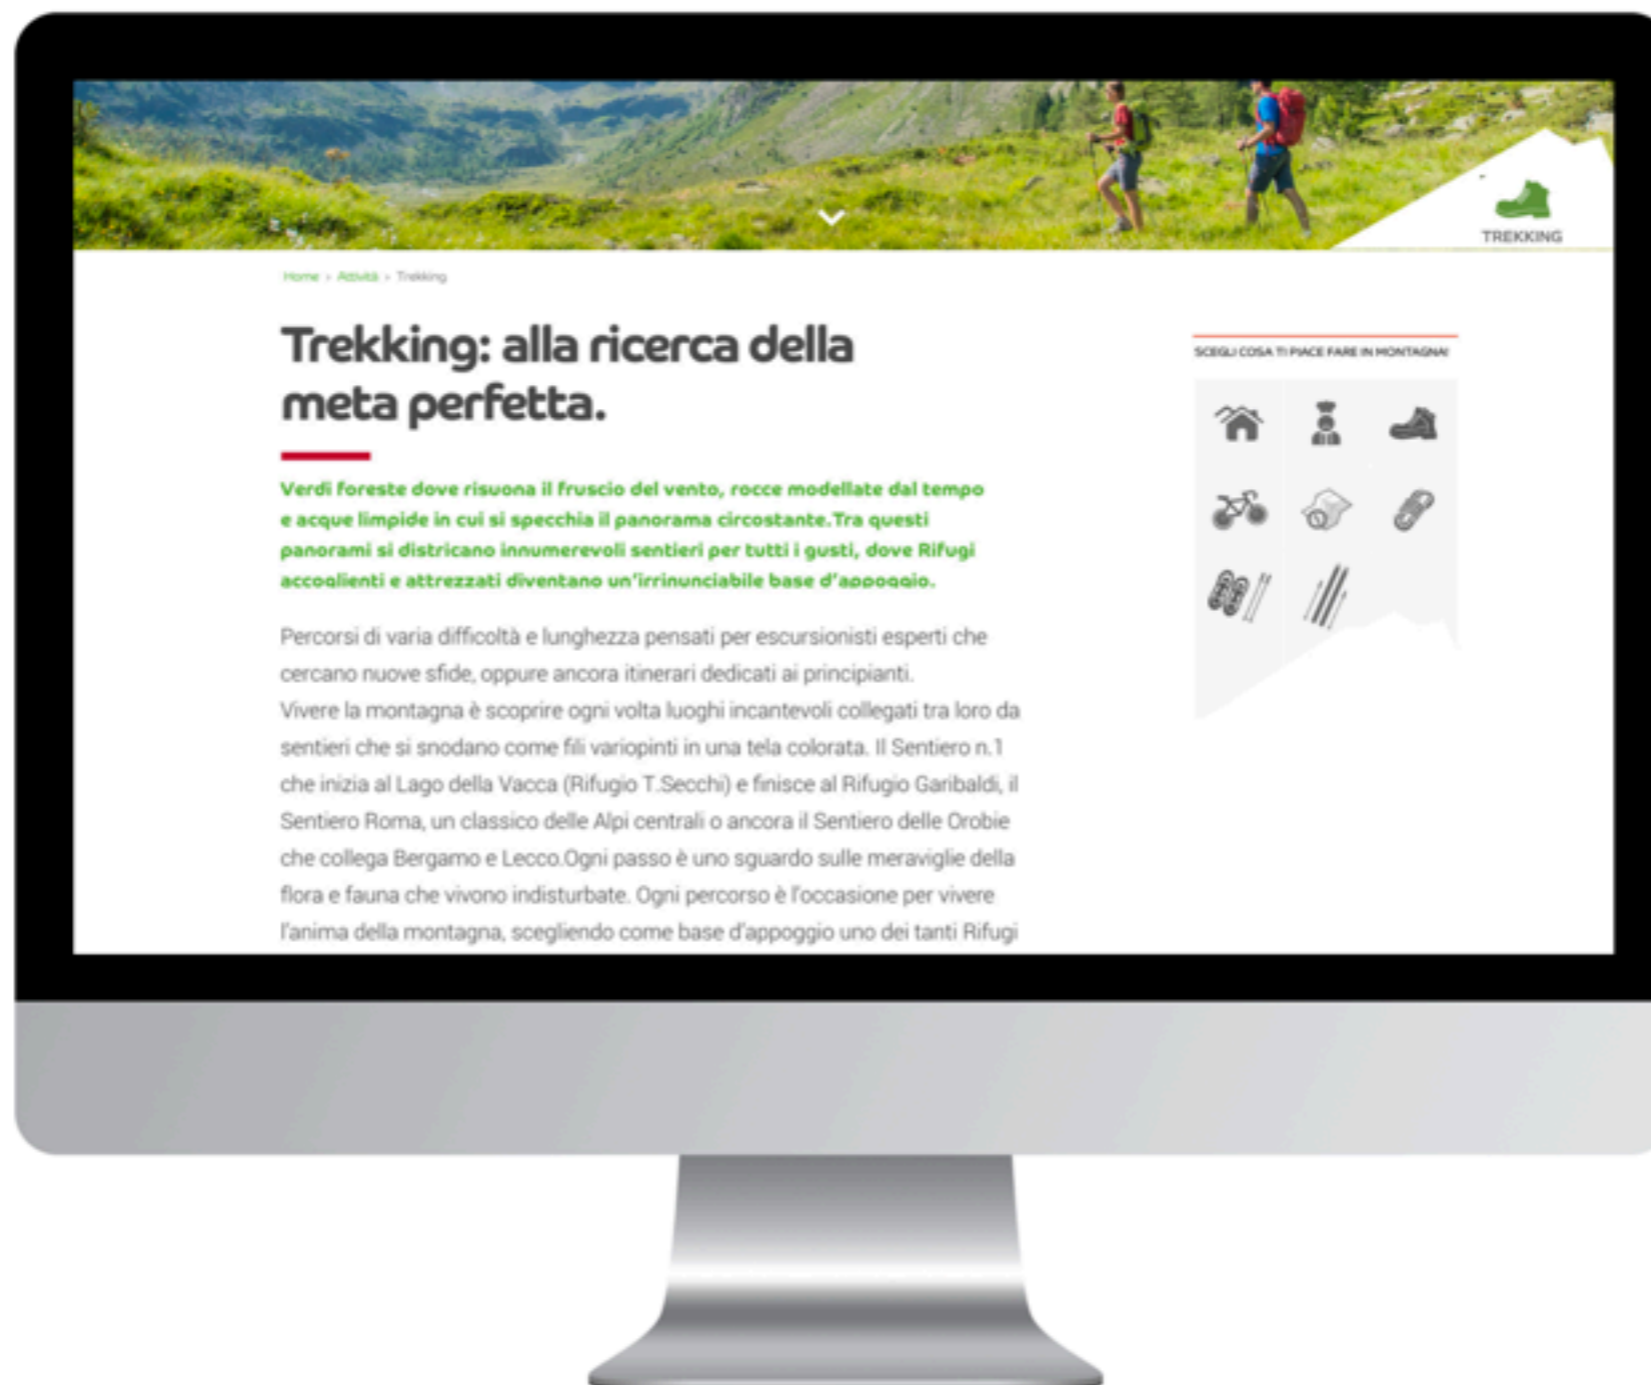 TREKKING
Home > Attività > Trekking
Trekking: alla ricerca della
meta perfetta.
SCEGLI COSA TI PIACE FARE IN MONTAGNA!
Verdi foreste dove risuona il fruscio del vento, rocce modellate dal tempo
e acque limpide in cui si specchia il panorama circostante.Tra questi
panorami si districano innumerevoli sentieri per tutti i gusti, dove Rifugi
accoglienti e attrezzati diventano un'irrinunciabile base d'appoggio.
Percorsi di varia difficoltà e lunghezza pensati per escursionisti esperti che
cercano nuove sfide, oppure ancora itinerari dedicati ai principianti.
Vivere la montagna è scoprire ogni volta luoghi incantevoli collegati tra loro da
sentieri che si snodano come fili variopinti in una tela colorata. Il Sentiero n.1
che inizia al Lago della Vacca (Rifugio T.Secchi) e finisce al Rifugio Garibaldi, il
Sentiero Roma, un classico delle Alpi centrali o ancora il Sentiero delle Orobie
che collega Bergamo e Lecco.Ogni passo è uno sguardo sulle meraviglie della
flora e fauna che vivono indisturbate. Ogni percorso è l'occasione per vivere
l'anima della montagna, scegliendo come base d'appoggio uno dei tanti Rifugi